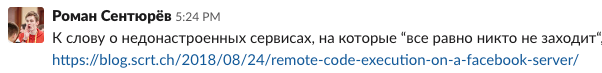 Роман Сентюрёв 5:24 PM
К слову о недонастроенных сервисах, на которые “все равно никто не заходит“,
https://blog.scrt.ch/2018/08/24/remote-code-execution-on-a-facebook-server/